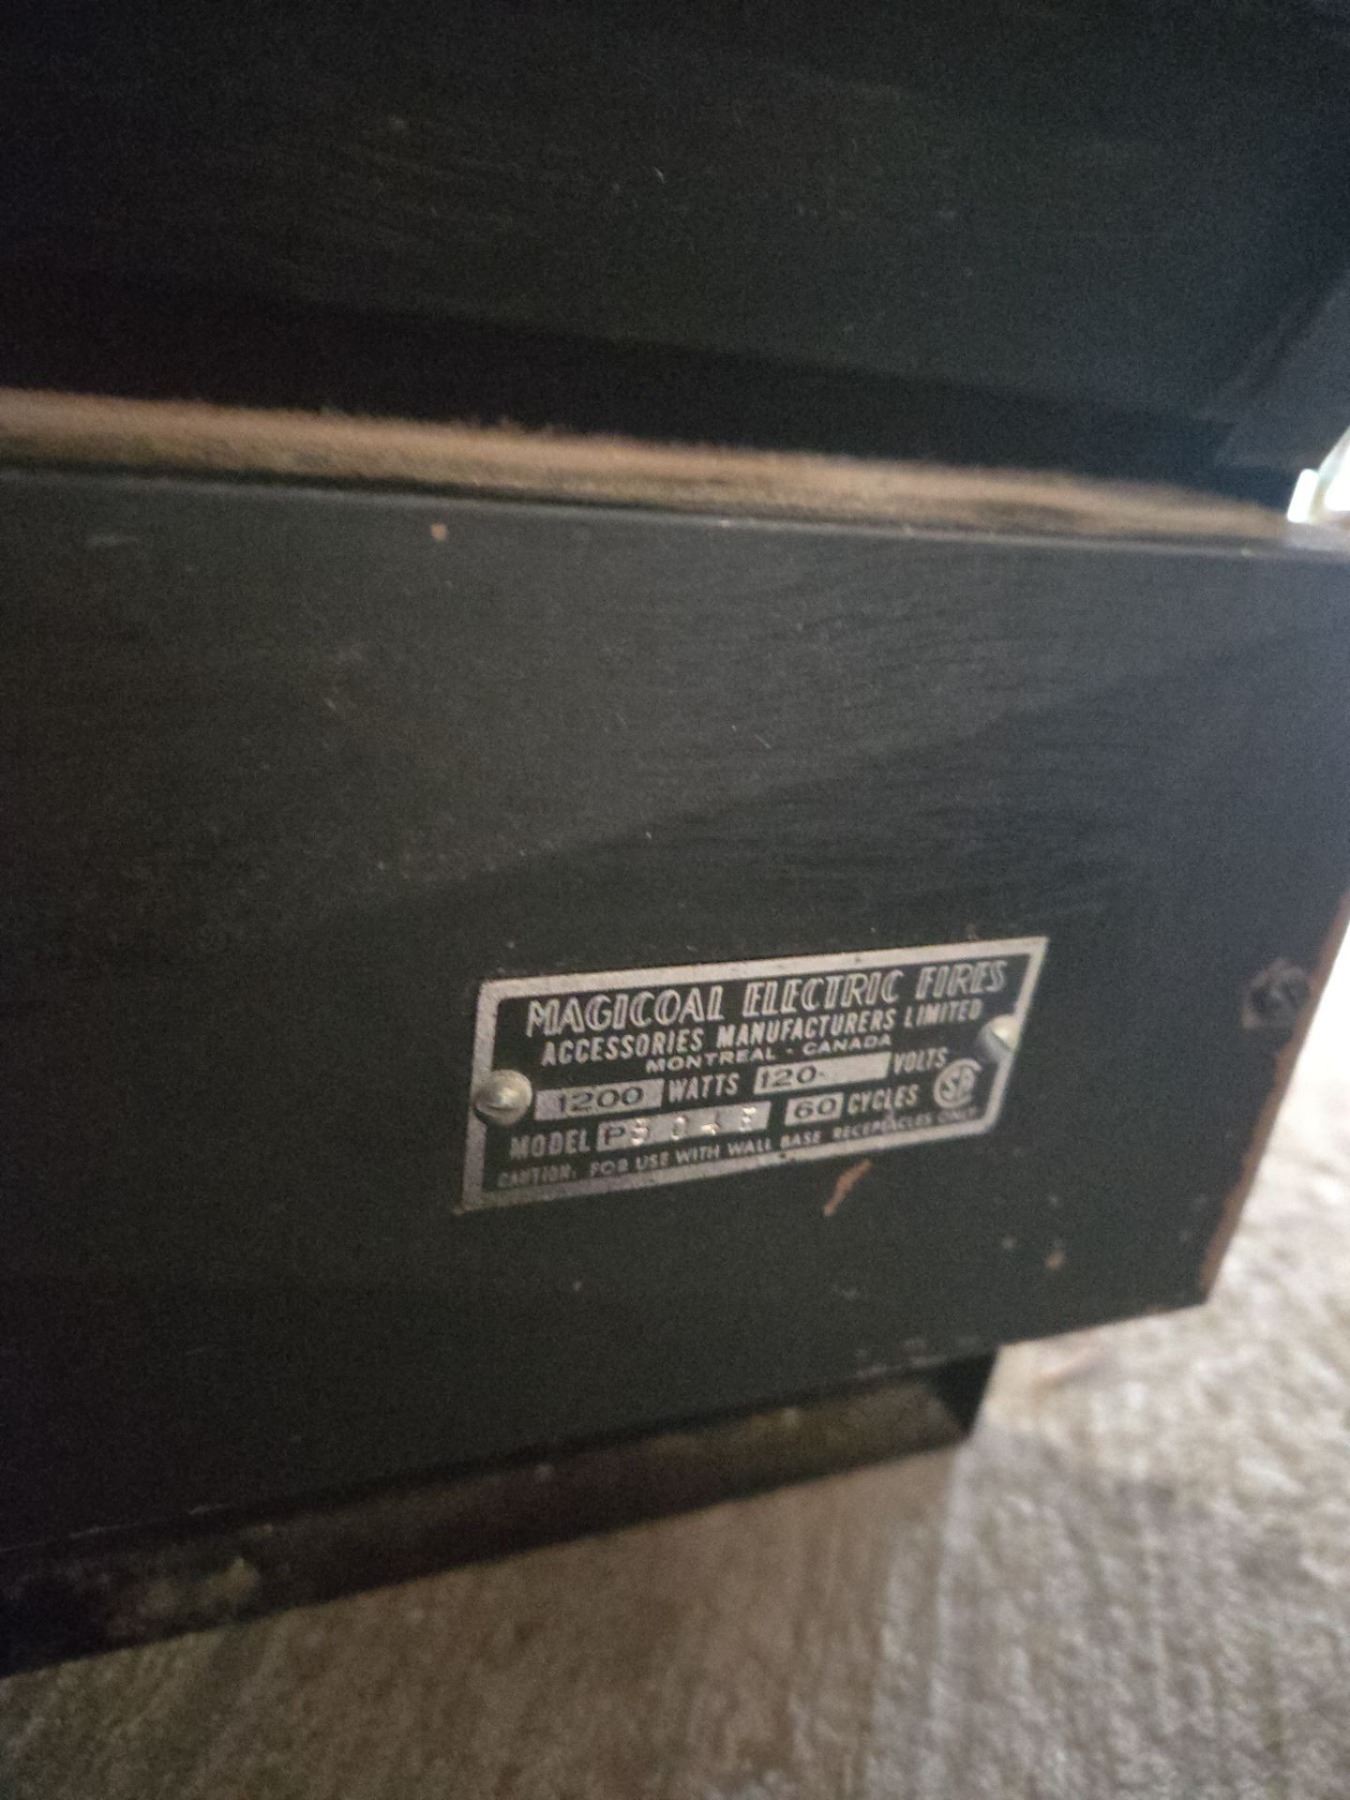 MAGICOAL ELECTRIC FIRES
ACCESSORIES MANUFACTURERS LIMITED
MONTREAL - CANADA
1200 WATTS 120 VOLTS
MODEL 60 CYCLES
CAUTION: FOR USE WITH WALL BASE RECEPTACLES ONLY